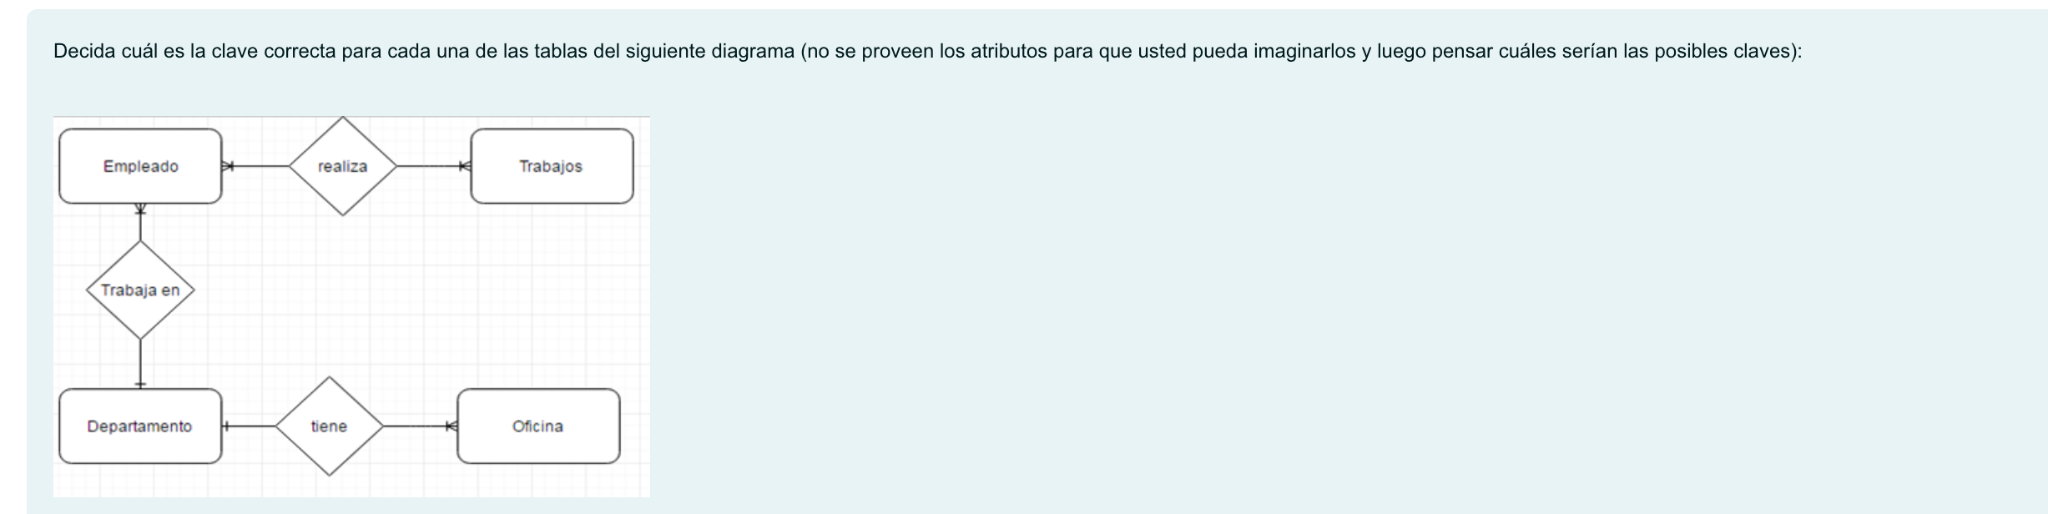 Decida cuál es la clave correcta para cada una de las tablas del siguiente diagrama (no se proveen los atributos para que usted pueda imaginarlos y luego pensar cuáles serían las posibles claves):
Empleado
realiza
Trabajos
Trabaja en
Departamento
tiene
Oficina